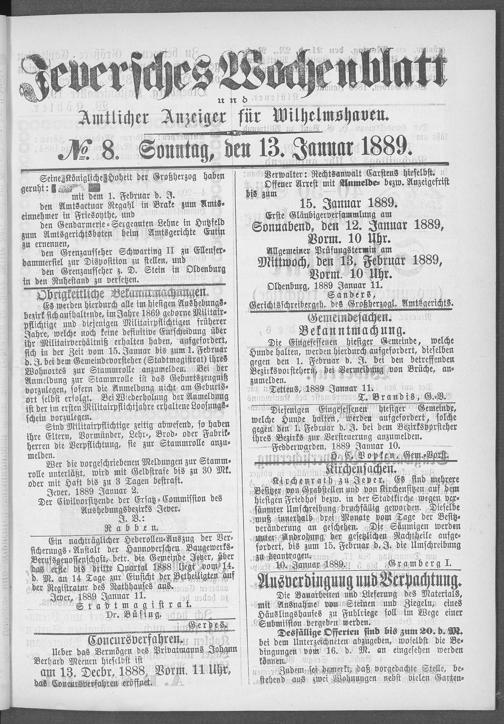 Jeversches Wochenblatt
und
Amtlicher Anzeiger für Wilhelmshaven.
№ 8. Sonntag, den 13. Januar 1889.
Seine Königliche Hoheit der Großherzog haben
geruht:
mit dem 1. Februar d. J.
den Amtsactuar Negahl in Brake zum Amts-
einnehmer in Friesoythe, und
den Gendarmerie-Sergeanten Lehne in Huhfeld
zum Amtsgerichtsboten beim Amtsgerichte Eutin
zu ernennen,
den Grenzaufseher Schwarting II zu Ellenser-
dammersiel zur Disposition zu stellen, und
den Grenzaufseher z. D. Stein in Oldenburg
in den Ruhestand zu versetzen.
Obrigkeitliche Bekanntmachungen.
Es werden hierdurch alle im hiesigen Aushebungs-
bezirk sich aufhaltende, im Jahre 1869 geborne Militair-
pflichtige und diejenigen Militairpflichtigen früherer
Jahre, welche noch keine definitive Entscheidung über
ihr Militairverhältniß erhalten haben, aufgefordert,
sich in der Zeit vom 15. Januar bis zum 1. Februar
d. J. bei dem Gemeindevorsteher (Stadtmagistrat) ihres
Wohnortes zur Stammrolle anzumelden. Bei der
Anmeldung zur Stammrolle ist das Geburtszeugniß
vorzulegen, sofern die Anmeldung nicht am Geburts-
ort selbst erfolgt. Bei Wiederholung der Anmeldung
ist der im ersten Militairpflichtjahre erhaltene Loosungs-
schein vorzulegen.
Sind Militairpflichtige zeitig abwesend, so haben
ihre Eltern, Vormünder, Lehr-, Brod- oder Fabrik-
herren die Verpflichtung, sie zur Stammrolle anzu-
melden.
Wer die vorgeschriebenen Meldungen zur Stamm-
rolle unterläßt, wird mit Geldstrafe bis zu 30 Mk.
oder mit Haft bis zu 3 Tagen bestraft.
Jever, 1889 Januar 2.
Der Civilvorsitzende der Ersatz-Commission des
Aushebungsbezirks Jever.
J. V.:
Rabben.
Ein nachträglicher Heberollen-Auszug der Ver-
sicherungs-Anstalt der Hannoverschen Baugewerks-
Berufsgenossenschaft, betr. die Gemeinde Jever, über
das erste bis dritte Quartal 1888 liegt vom 14.
d. M. an 14 Tage zur Einsicht der Betheiligten auf
der Registratur des Rathhauses aus.
Jever, 1889 Januar 11.
Stadtmagistrat.
Dr. Büsing.
Gerdes.
Concursverfahren.
Ueber das Vermögen des Privatmanns Johann
Gerhard Menen hieselbst ist
am 13. Decbr. 1888, Vorm. 11 Uhr,
das Concursverfahren eröffnet.
Verwalter: Rechtsanwalt Carstens hieselbst.
Offener Arrest mit Anmelde- bezw. Anzeigefrist
bis zum
15. Januar 1889.
Erste Gläubigerversammlung am
Sonnabend, den 12. Januar 1889,
Vorm. 10 Uhr.
Allgemeiner Prüfungstermin am
Mittwoch, den 13. Februar 1889,
Vorm. 10 Uhr.
Oldenburg, 1889 Januar 11.
Sanders,
Gerichtsschreibergeh. des Großherzogl. Amtsgerichts.
Gemeindesachen.
Bekanntmachung.
Die Eingesessenen hiesiger Gemeinde, welche
Hunde halten, werden hierdurch aufgefordert, dieselben
gegen den 1. Februar d. J. bei den betreffenden
Bezirksvorstehern, bei Vermeidung von Brüche, an-
zumelden.
Tettens, 1889 Januar 11.
T. Brandis, G.-V.
Diejenigen Eingesessenen hiesiger Gemeinde,
welche Hunde halten, werden aufgefordert, solche
gegen den 1. Februar d. J. bei dem Bezirksvorsteher
ihres Bezirks zur Versteuerung anzumelden.
Fedderwarden, 1889 Januar 10.
Popken, Gem.-Vorst.
Kirchensachen.
Kirchenrath zu Jever. Es sind mehrere
Besitzer von Grabstellen und von Kirchensitzen auf dem
hiesigen Friedhof bezw. in der Stadtkirche wegen ver-
säumter Umschreibung bruchfällig geworden. Dieselbe
muß innerhalb drei Monate vom Tage der Besitz-
veränderung an geschehen. Die Säumigen werden
unter Androhung der gesetzlichen Nachtheile aufge-
fordert, bis zum 15. Februar d. J. die Umschreibung
zu beantragen.
10. Januar 1889. Gramberg I.
Ausverdingung und Verpachtung.
Die Bauarbeiten und Lieferung des Materials,
mit Ausnahme von Steinen und Ziegeln, eines
Häuslingshauses zu Funkriege soll im Wege einer
Submission vergeben werden.
Desfällige Offerten sind bis zum 20. d. M.
bei dem Unterzeichneten abzugeben, woselbst die Be-
dingungen vom 16. d. M. an eingesehen werden
können.
Zudem sei bemerkt, daß vorgedachte Stelle, be-
stehend aus zwei Wohnungen nebst vielen Garten-